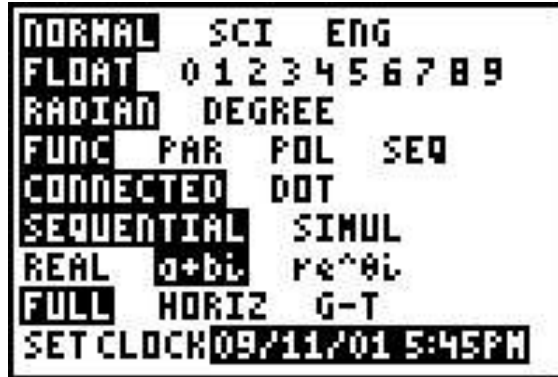 NORMAL SCI ENG
FLOAT 0 1 2 3 4 5 6 7 8 9
RADIAN DEGREE
FUNC PAR POL SEQ
CONNECTED DOT
SEQUENTIAL SIMUL
REAL a+bi re^θi
FULL HORIZ G-T
SET CLOCK 09/11/01 5:45PM